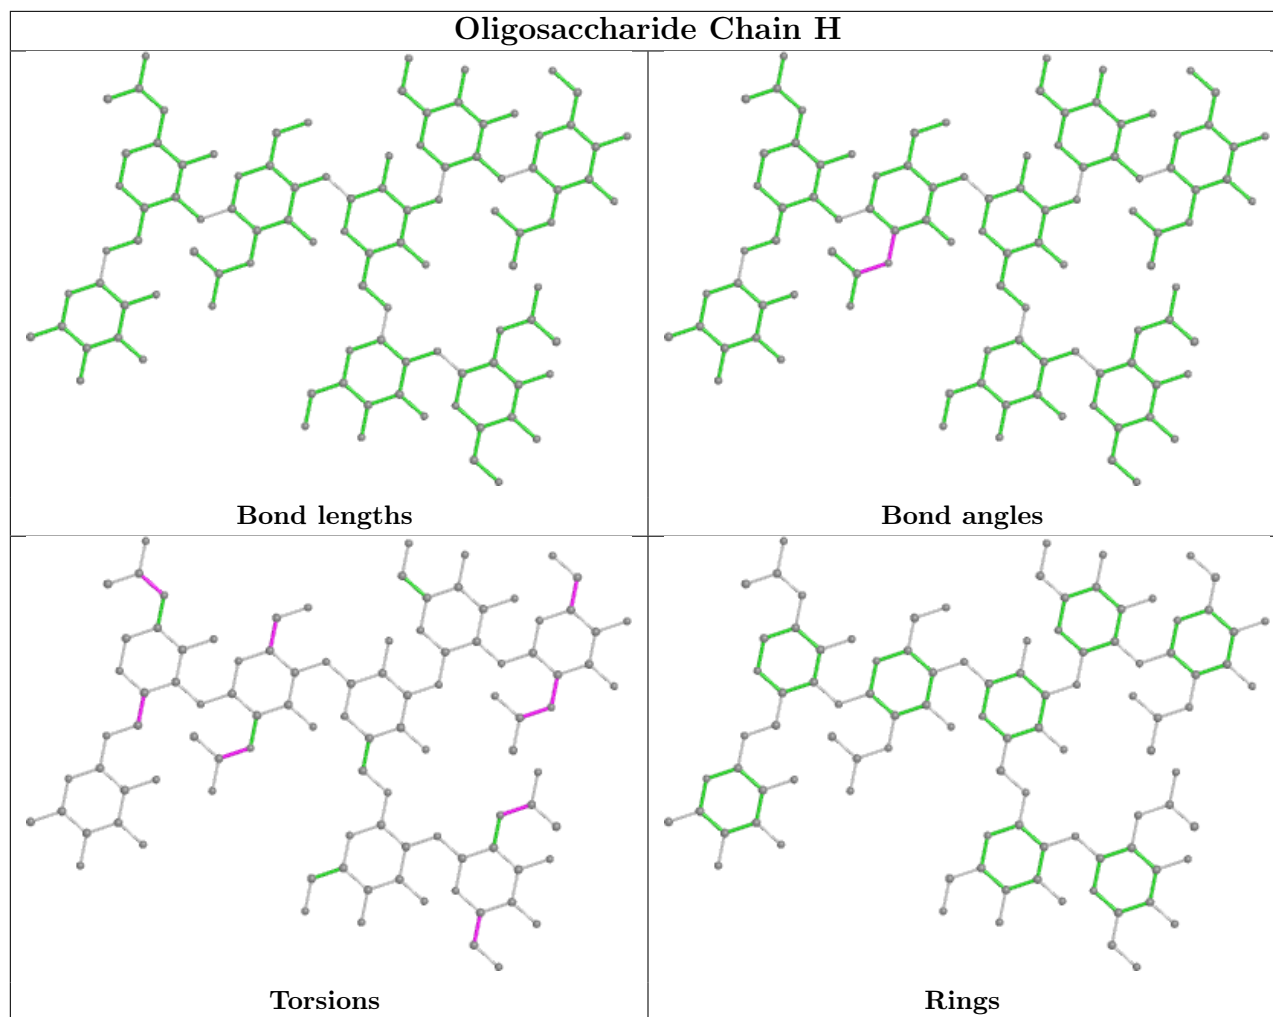 Oligosaccharide Chain H
Bond lengths
Bond angles
Torsions
Rings